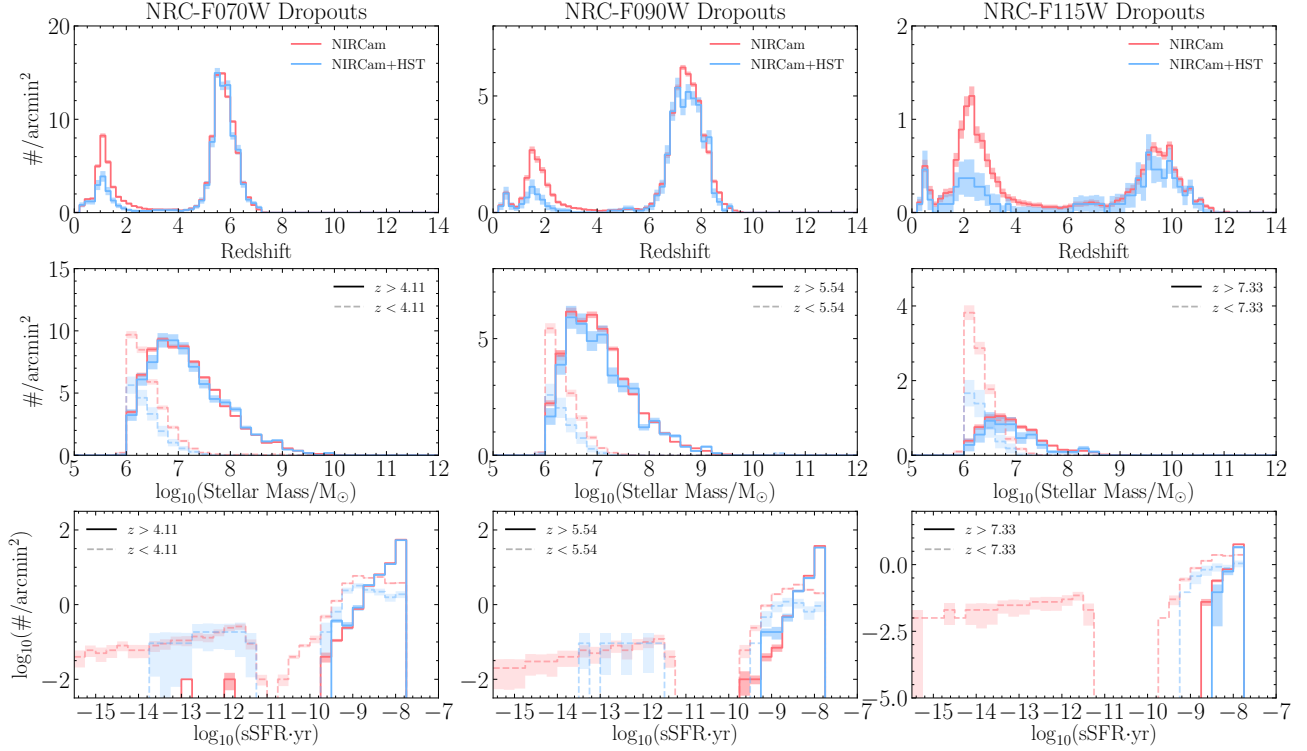 NRC-F070W Dropouts
NRC-F090W Dropouts
NRC-F115W Dropouts
20
15
10
5
0
#/arcmin²
NIRCam
NIRCam+HST
0 2 4 6 8 10 12 14
Redshift
5
0
NIRCam
NIRCam+HST
0 2 4 6 8 10 12 14
Redshift
2
1
1
0
NIRCam
NIRCam+HST
0 2 4 6 8 10 12 14
Redshift
15
10
5
0
#/arcmin²
z > 4.11
z < 4.11
5 6 7 8 9 10 11 12
log₁₀(Stellar Mass/M⊙)
5
0
z > 5.54
z < 5.54
5 6 7 8 9 10 11 12
log₁₀(Stellar Mass/M⊙)
4
2
0
z > 7.33
z < 7.33
5 6 7 8 9 10 11 12
log₁₀(Stellar Mass/M⊙)
2
0
−2
log₁₀(#/arcmin²)
z > 4.11
z < 4.11
−15 −14 −13 −12 −11 −10 −9 −8 −7
log₁₀(sSFR·yr)
2
0
−2
z > 5.54
z < 5.54
−15 −14 −13 −12 −11 −10 −9 −8 −7
log₁₀(sSFR·yr)
0.0
−2.5
−5.0
z > 7.33
z < 7.33
−15 −14 −13 −12 −11 −10 −9 −8 −7
log₁₀(sSFR·yr)